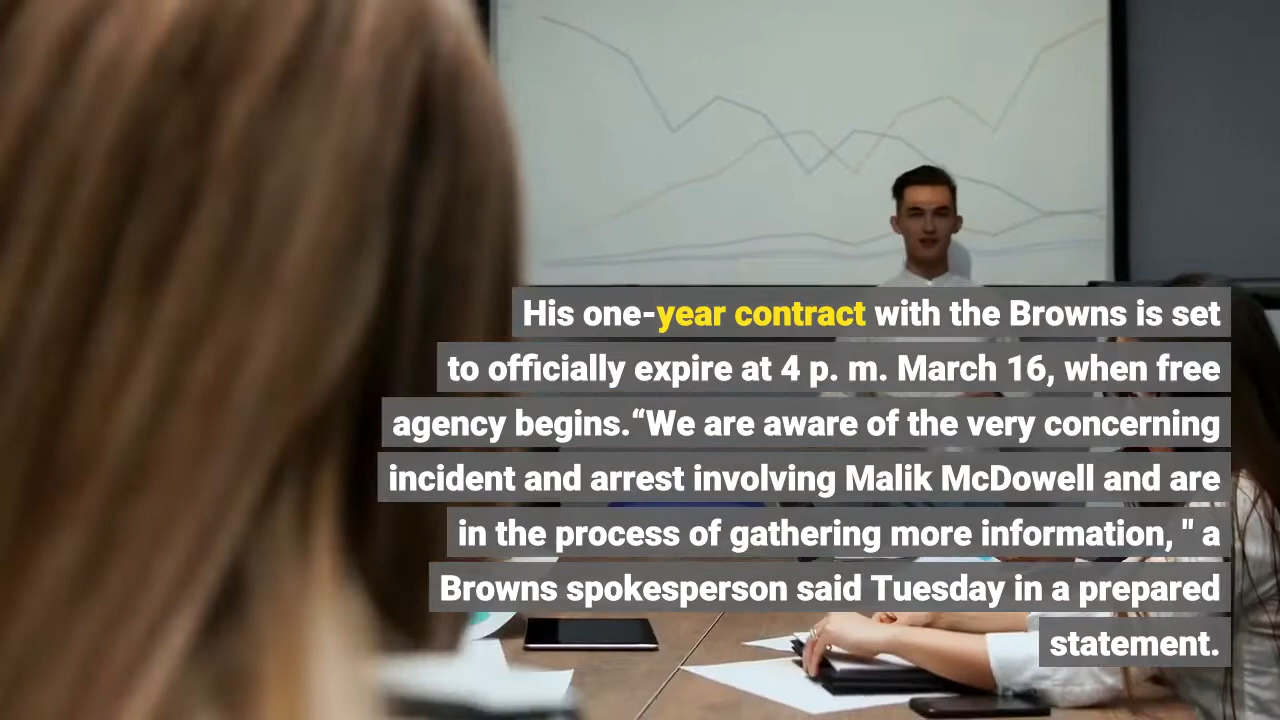 His one-year contract with the Browns is set
to officially expire at 4 p. m. March 16, when free
agency begins.“We are aware of the very concerning
incident and arrest involving Malik McDowell and are
in the process of gathering more information, " a
Browns spokesperson said Tuesday in a prepared
statement.